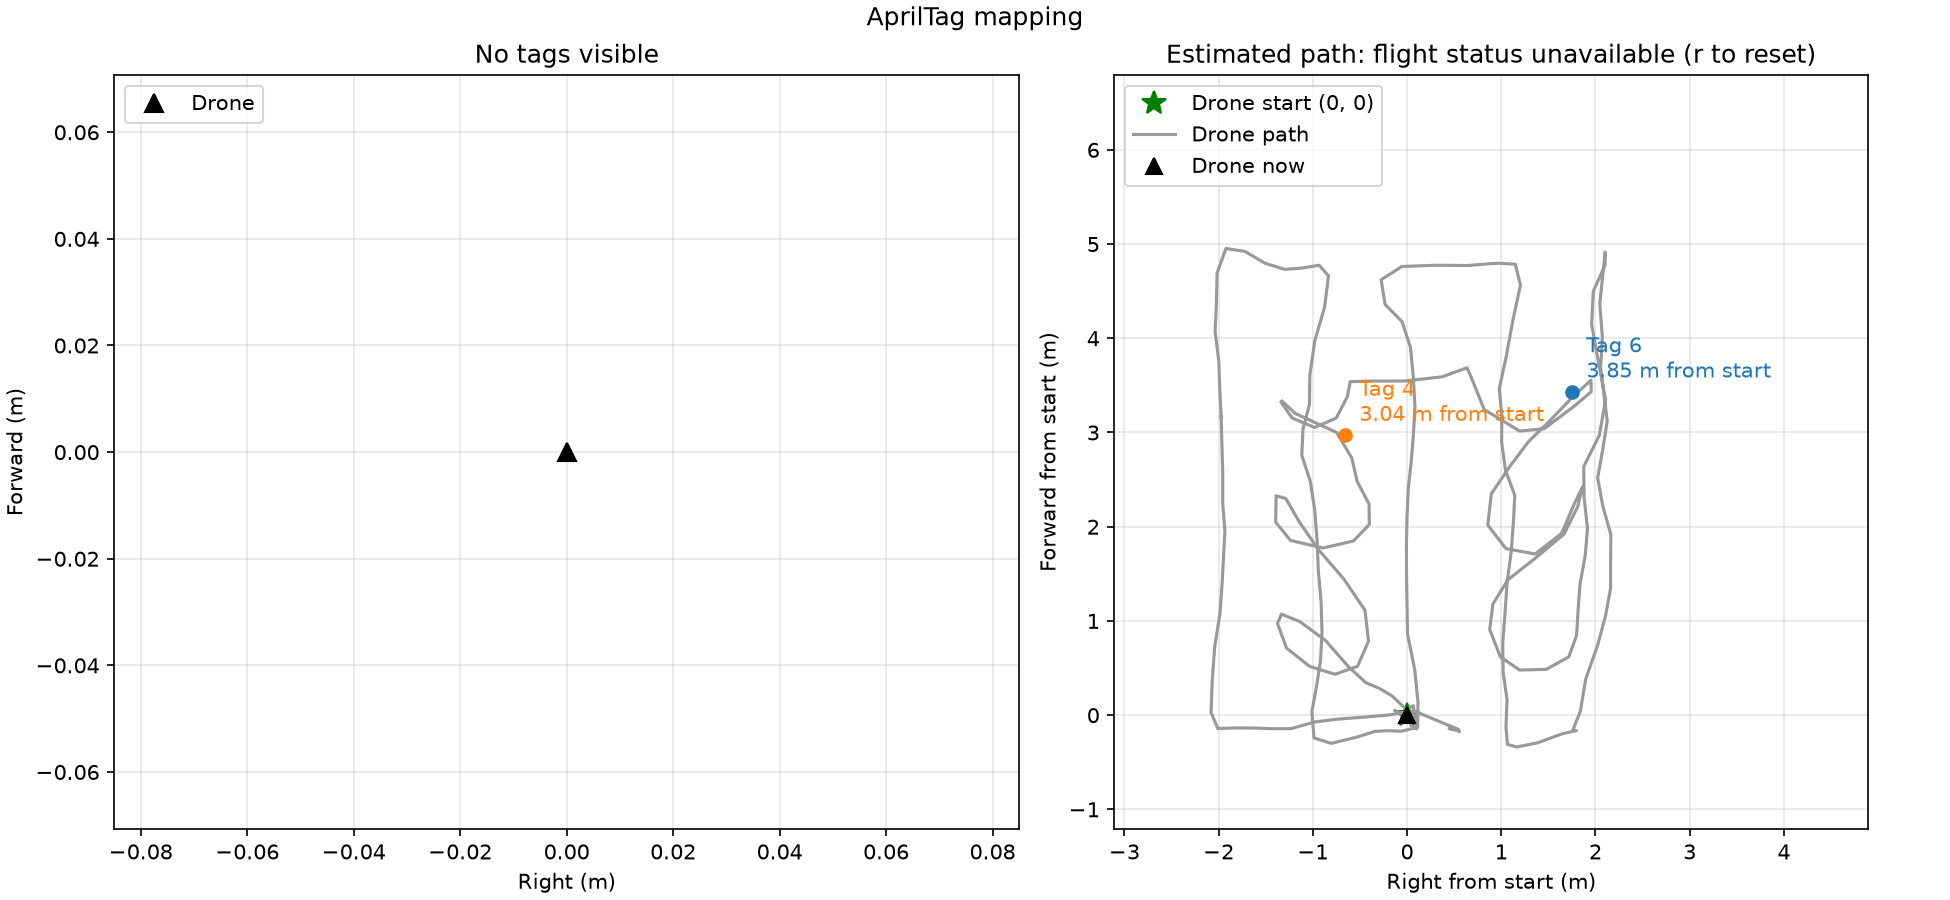 AprilTag mapping
No tags visible
Drone
0.06
0.04
0.02
0.00
−0.02
−0.04
−0.06
−0.08
−0.06
−0.04
−0.02
0.00
0.02
0.04
0.06
0.08
Right (m)
Forward (m)
Estimated path: flight status unavailable (r to reset)
Drone start (0, 0)
Drone path
Drone now
Tag 6
3.85 m from start
Tag 4
3.04 m from start
6
5
4
3
2
1
0
−1
−3
−2
−1
0
1
2
3
4
Right from start (m)
Forward from start (m)